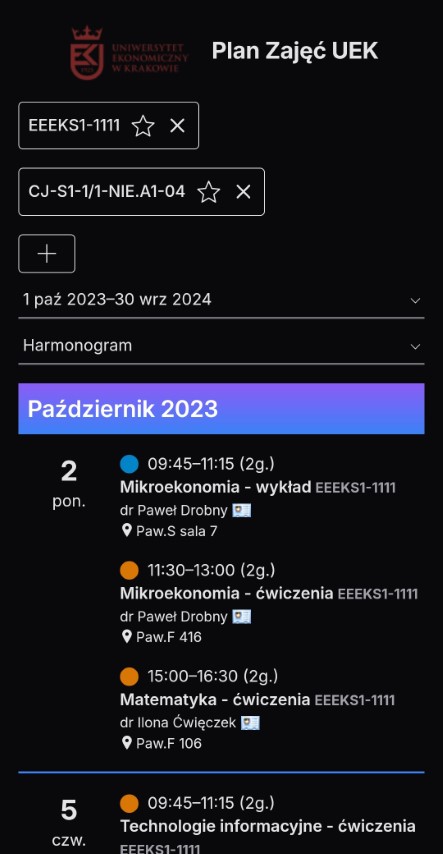 UNIWERSYTET
EKONOMICZNY
W KRAKOWIE
Plan Zajęć UEK
EEEKS1-1111
CJ-S1-1/1-NIE.A1-04
1 paź 2023–30 wrz 2024
Harmonogram
Październik 2023
2
pon.
09:45–11:15 (2g.)
Mikroekonomia - wykład EEEKS1-1111
dr Paweł Drobny
Paw.S sala 7
11:30–13:00 (2g.)
Mikroekonomia - ćwiczenia EEEKS1-1111
dr Paweł Drobny
Paw.F 416
15:00–16:30 (2g.)
Matematyka - ćwiczenia EEEKS1-1111
dr Ilona Ćwięczek
Paw.F 106
5
czw.
09:45–11:15 (2g.)
Technologie informacyjne - ćwiczenia
EEEKS1-1111